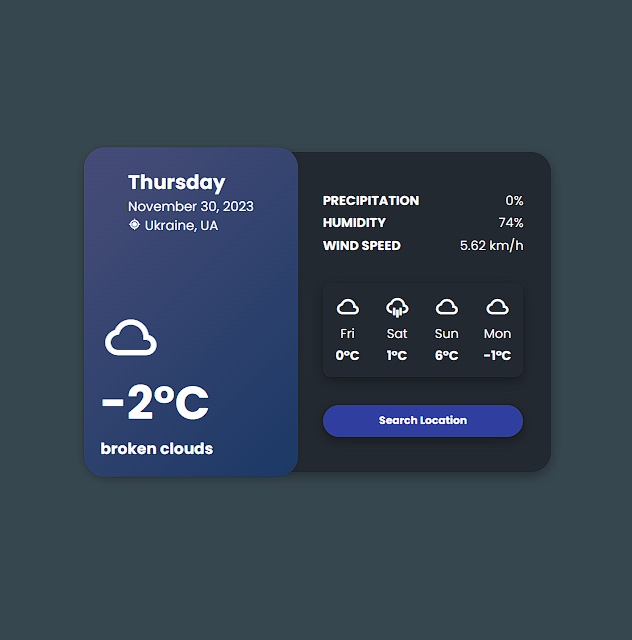 Thursday
November 30, 2023
Ukraine, UA
-2°C
broken clouds
PRECIPITATION 0%
HUMIDITY 74%
WIND SPEED 5.62 km/h
Fri Sat Sun Mon
0°C 1°C 6°C -1°C
Search Location